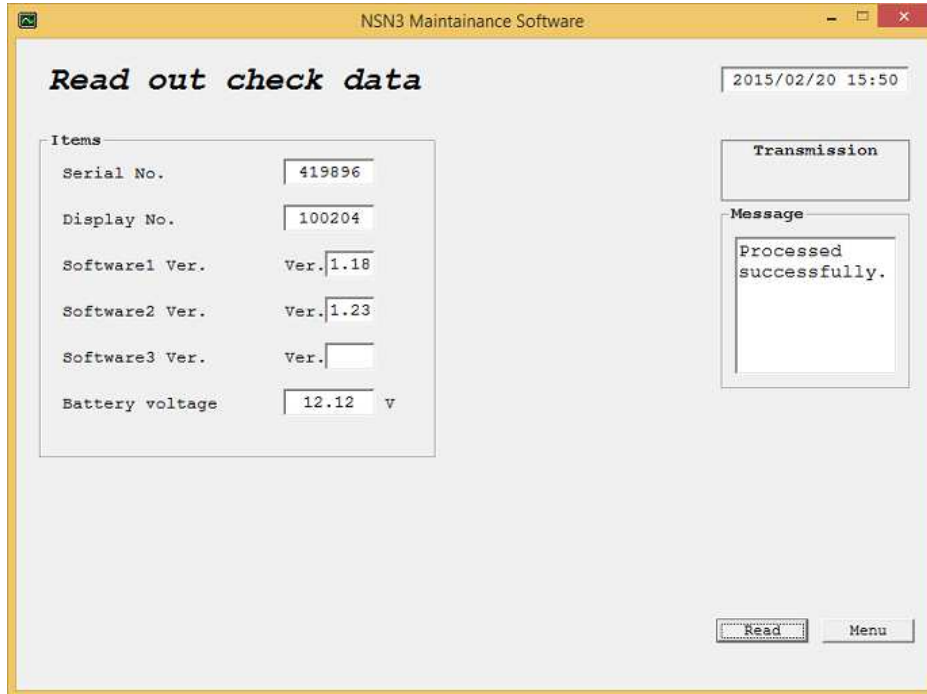 NSN3 Maintainance Software
Read out check data
2015/02/20 15:50
Items
Serial No. 419896
Display No. 100204
Software1 Ver. Ver. 1.18
Software2 Ver. Ver. 1.23
Software3 Ver. Ver.
Battery voltage 12.12 V
Transmission
Message
Processed
successfully.
Read Menu